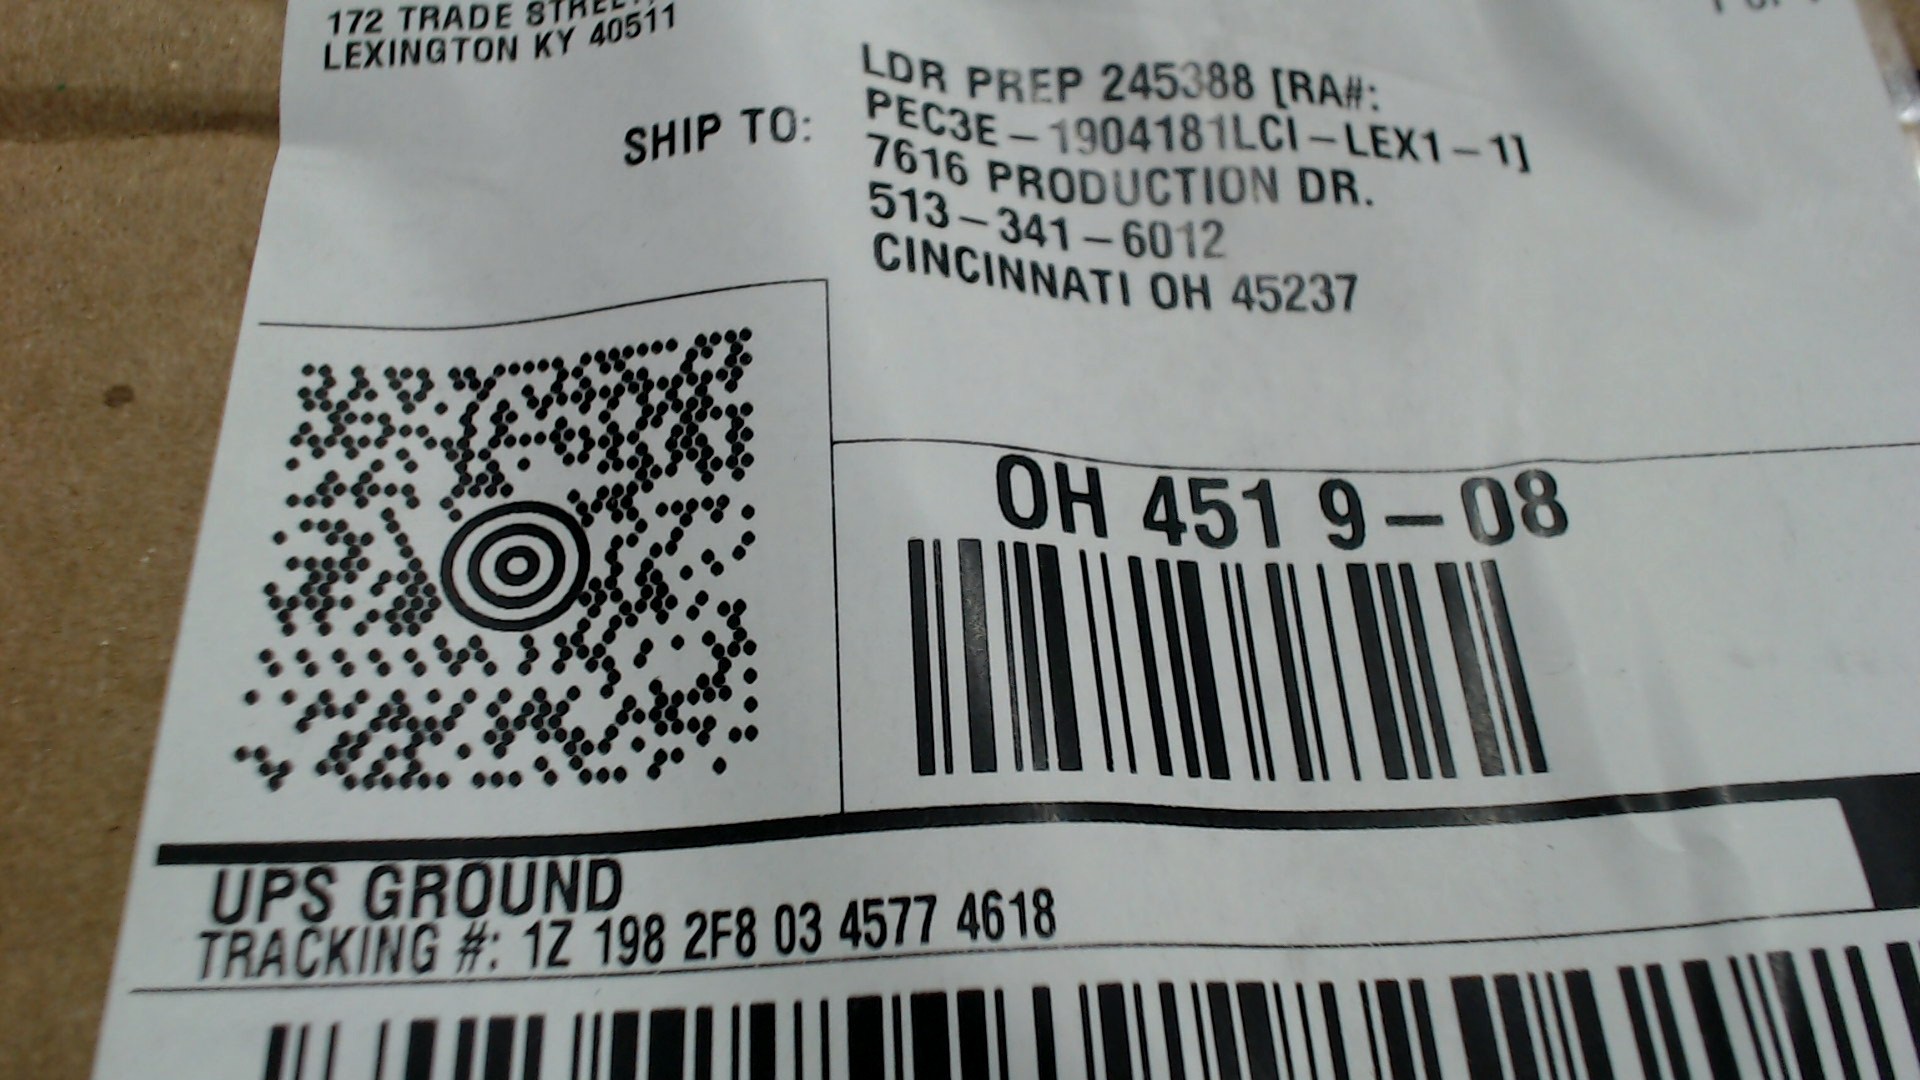 172 TRADE STREET
LEXINGTON KY 40511
SHIP TO:
LDR PREP 245388 [RA#:
PEC3E-1904181LCI-LEX1-1]
7616 PRODUCTION DR.
513-341-6012
CINCINNATI OH 45237
OH 451 9-08
UPS GROUND
TRACKING #: 1Z 198 2F8 03 4577 4618